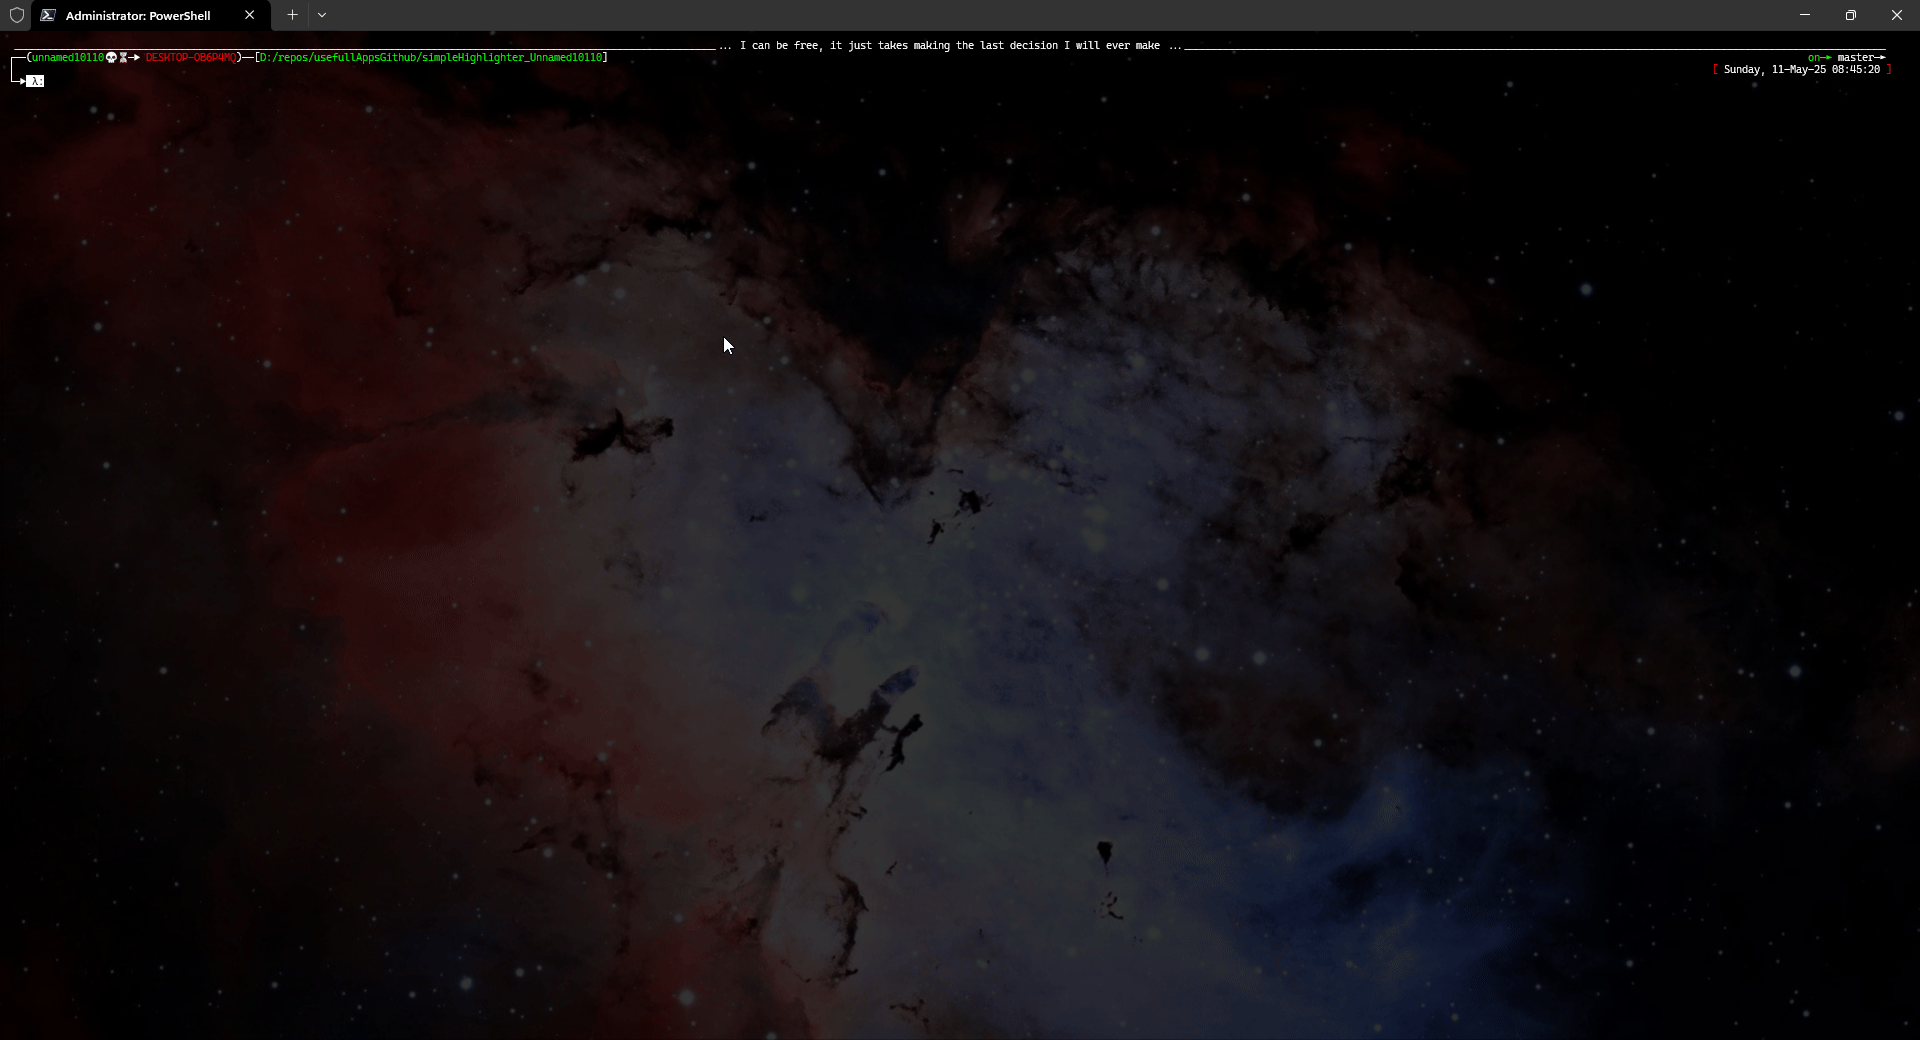 Administrator: PowerShell
... I can be free, it just takes making the last decision I will ever make ...
┌──(unnamed10110💀⌛─➤ DESKTOP-OB6P4MQ)──[D:/repos/usefullAppsGithub/simpleHighlighter_Unnamed10110] on─➤ master─➤
[ Sunday, 11-May-25 08:45:20 ]
└─➤ λ: